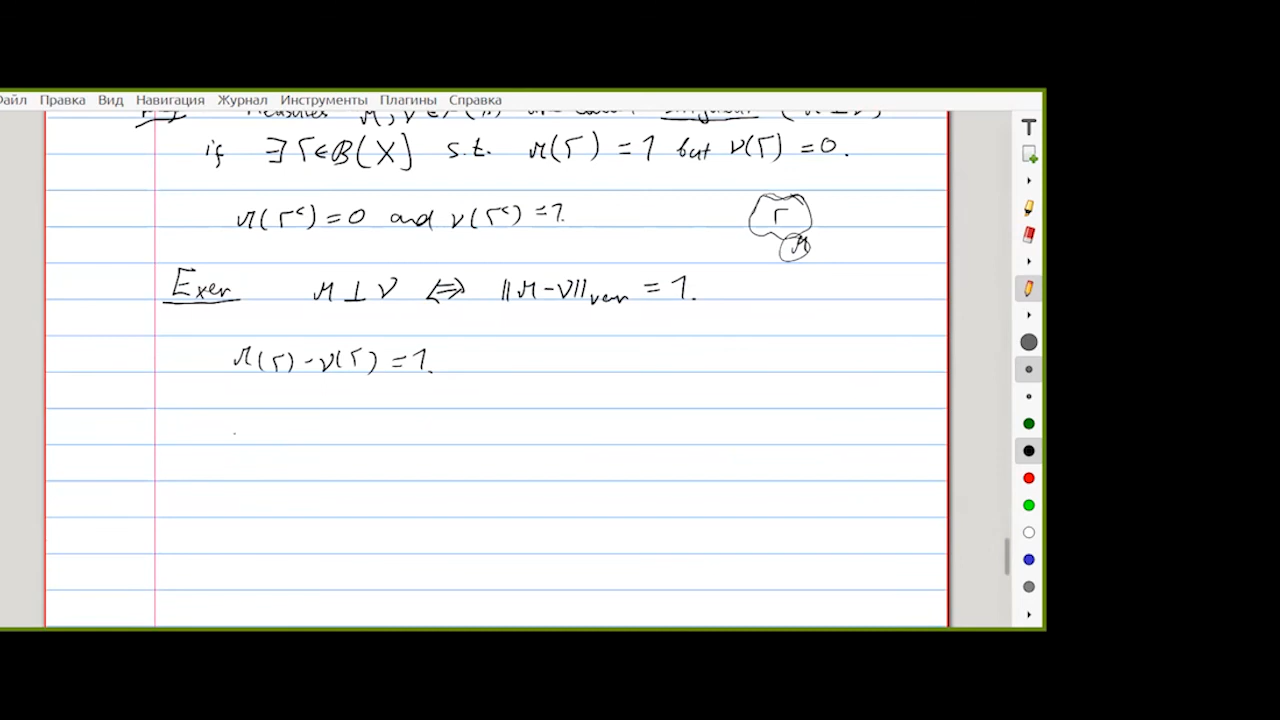 Файл Правка Вид Навигация Журнал Инструменты Плагины Справка
Measures μ, ν ∈
if ∃ Γ ∈ B(X) s.t. μ(Γ) = 1 but ν(Γ) = 0.
μ(Γᶜ) = 0 and ν(Γᶜ) = 1.
Γ
μ
Exer μ ⊥ ν ⇔ ||μ - ν||var = 1.
μ(Γ) - ν(Γ) = 1.